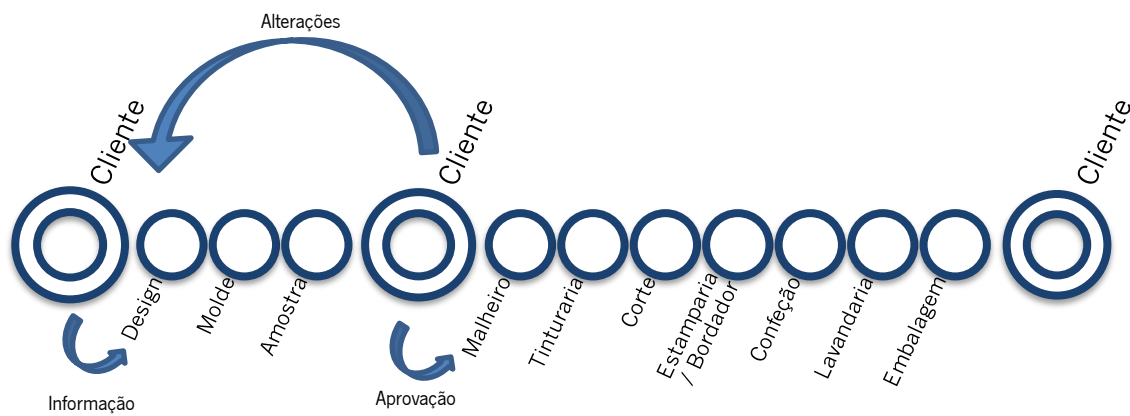 Alterações
Cliente
Cliente
Cliente
Design
Molde
Amostra
Malheiro
Tinturaria
Corte
Estamparia
/ Bordador
Confeção
Lavandaria
Embalagem
Informação
Aprovação